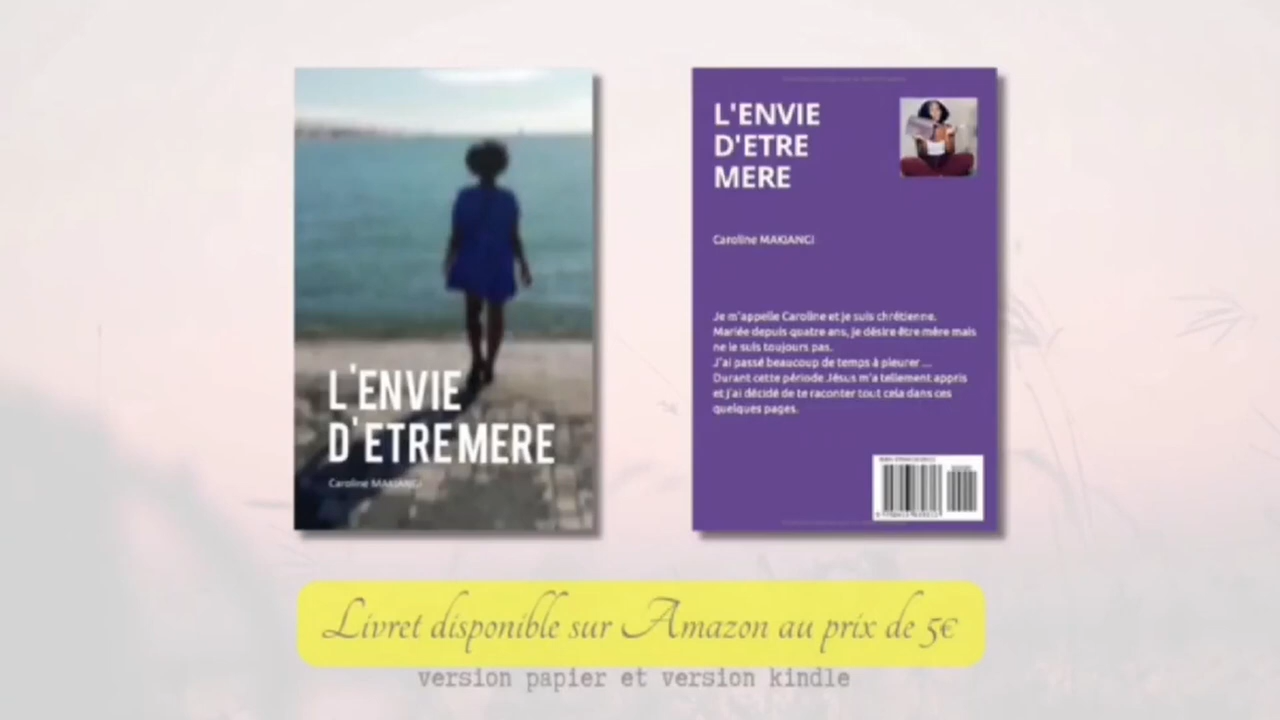 L'ENVIE
D'ETRE MERE
Caroline MAKIANGI
L'ENVIE
D'ETRE
MERE
Caroline MAKIANGI
Je m'appelle Caroline et je suis chrétienne.
Mariée depuis quatre ans, je désire être mère mais
ne le suis toujours pas.
J'ai passé beaucoup de temps à pleurer ...
Durant cette période Jésus m'a tellement appris
et j'ai décidé de te raconter tout cela dans ces
quelques pages.
Livret disponible sur Amazon au prix de 5€
version papier et version kindle